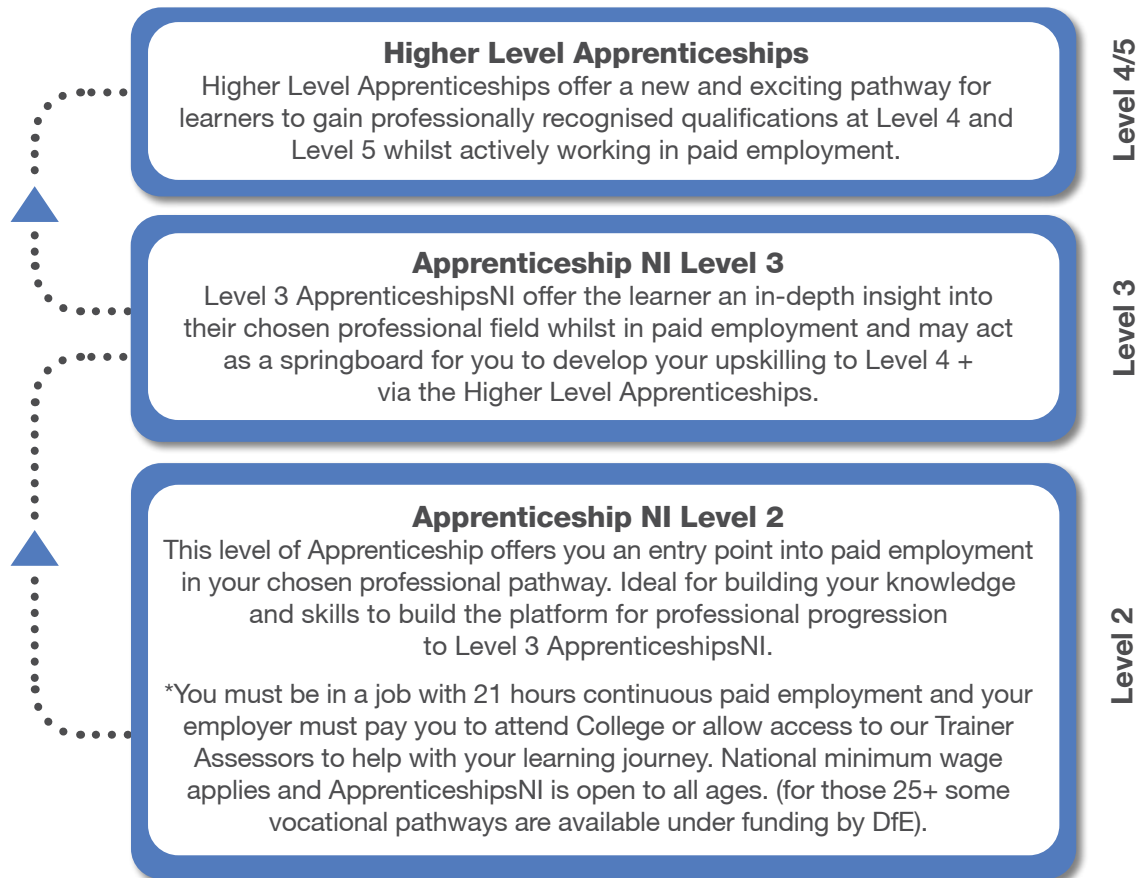 Higher Level Apprenticeships
Higher Level Apprenticeships offer a new and exciting pathway for
learners to gain professionally recognised qualifications at Level 4 and
Level 5 whilst actively working in paid employment.
Level 4/5
Apprenticeship NI Level 3
Level 3 ApprenticeshipsNI offer the learner an in-depth insight into
their chosen professional field whilst in paid employment and may act
as a springboard for you to develop your upskilling to Level 4 +
via the Higher Level Apprenticeships.
Level 3
Apprenticeship NI Level 2
This level of Apprenticeship offers you an entry point into paid employment
in your chosen professional pathway. Ideal for building your knowledge
and skills to build the platform for professional progression
to Level 3 ApprenticeshipsNI.
*You must be in a job with 21 hours continuous paid employment and your
employer must pay you to attend College or allow access to our Trainer
Assessors to help with your learning journey. National minimum wage
applies and ApprenticeshipsNI is open to all ages. (for those 25+ some
vocational pathways are available under funding by DfE).
Level 2